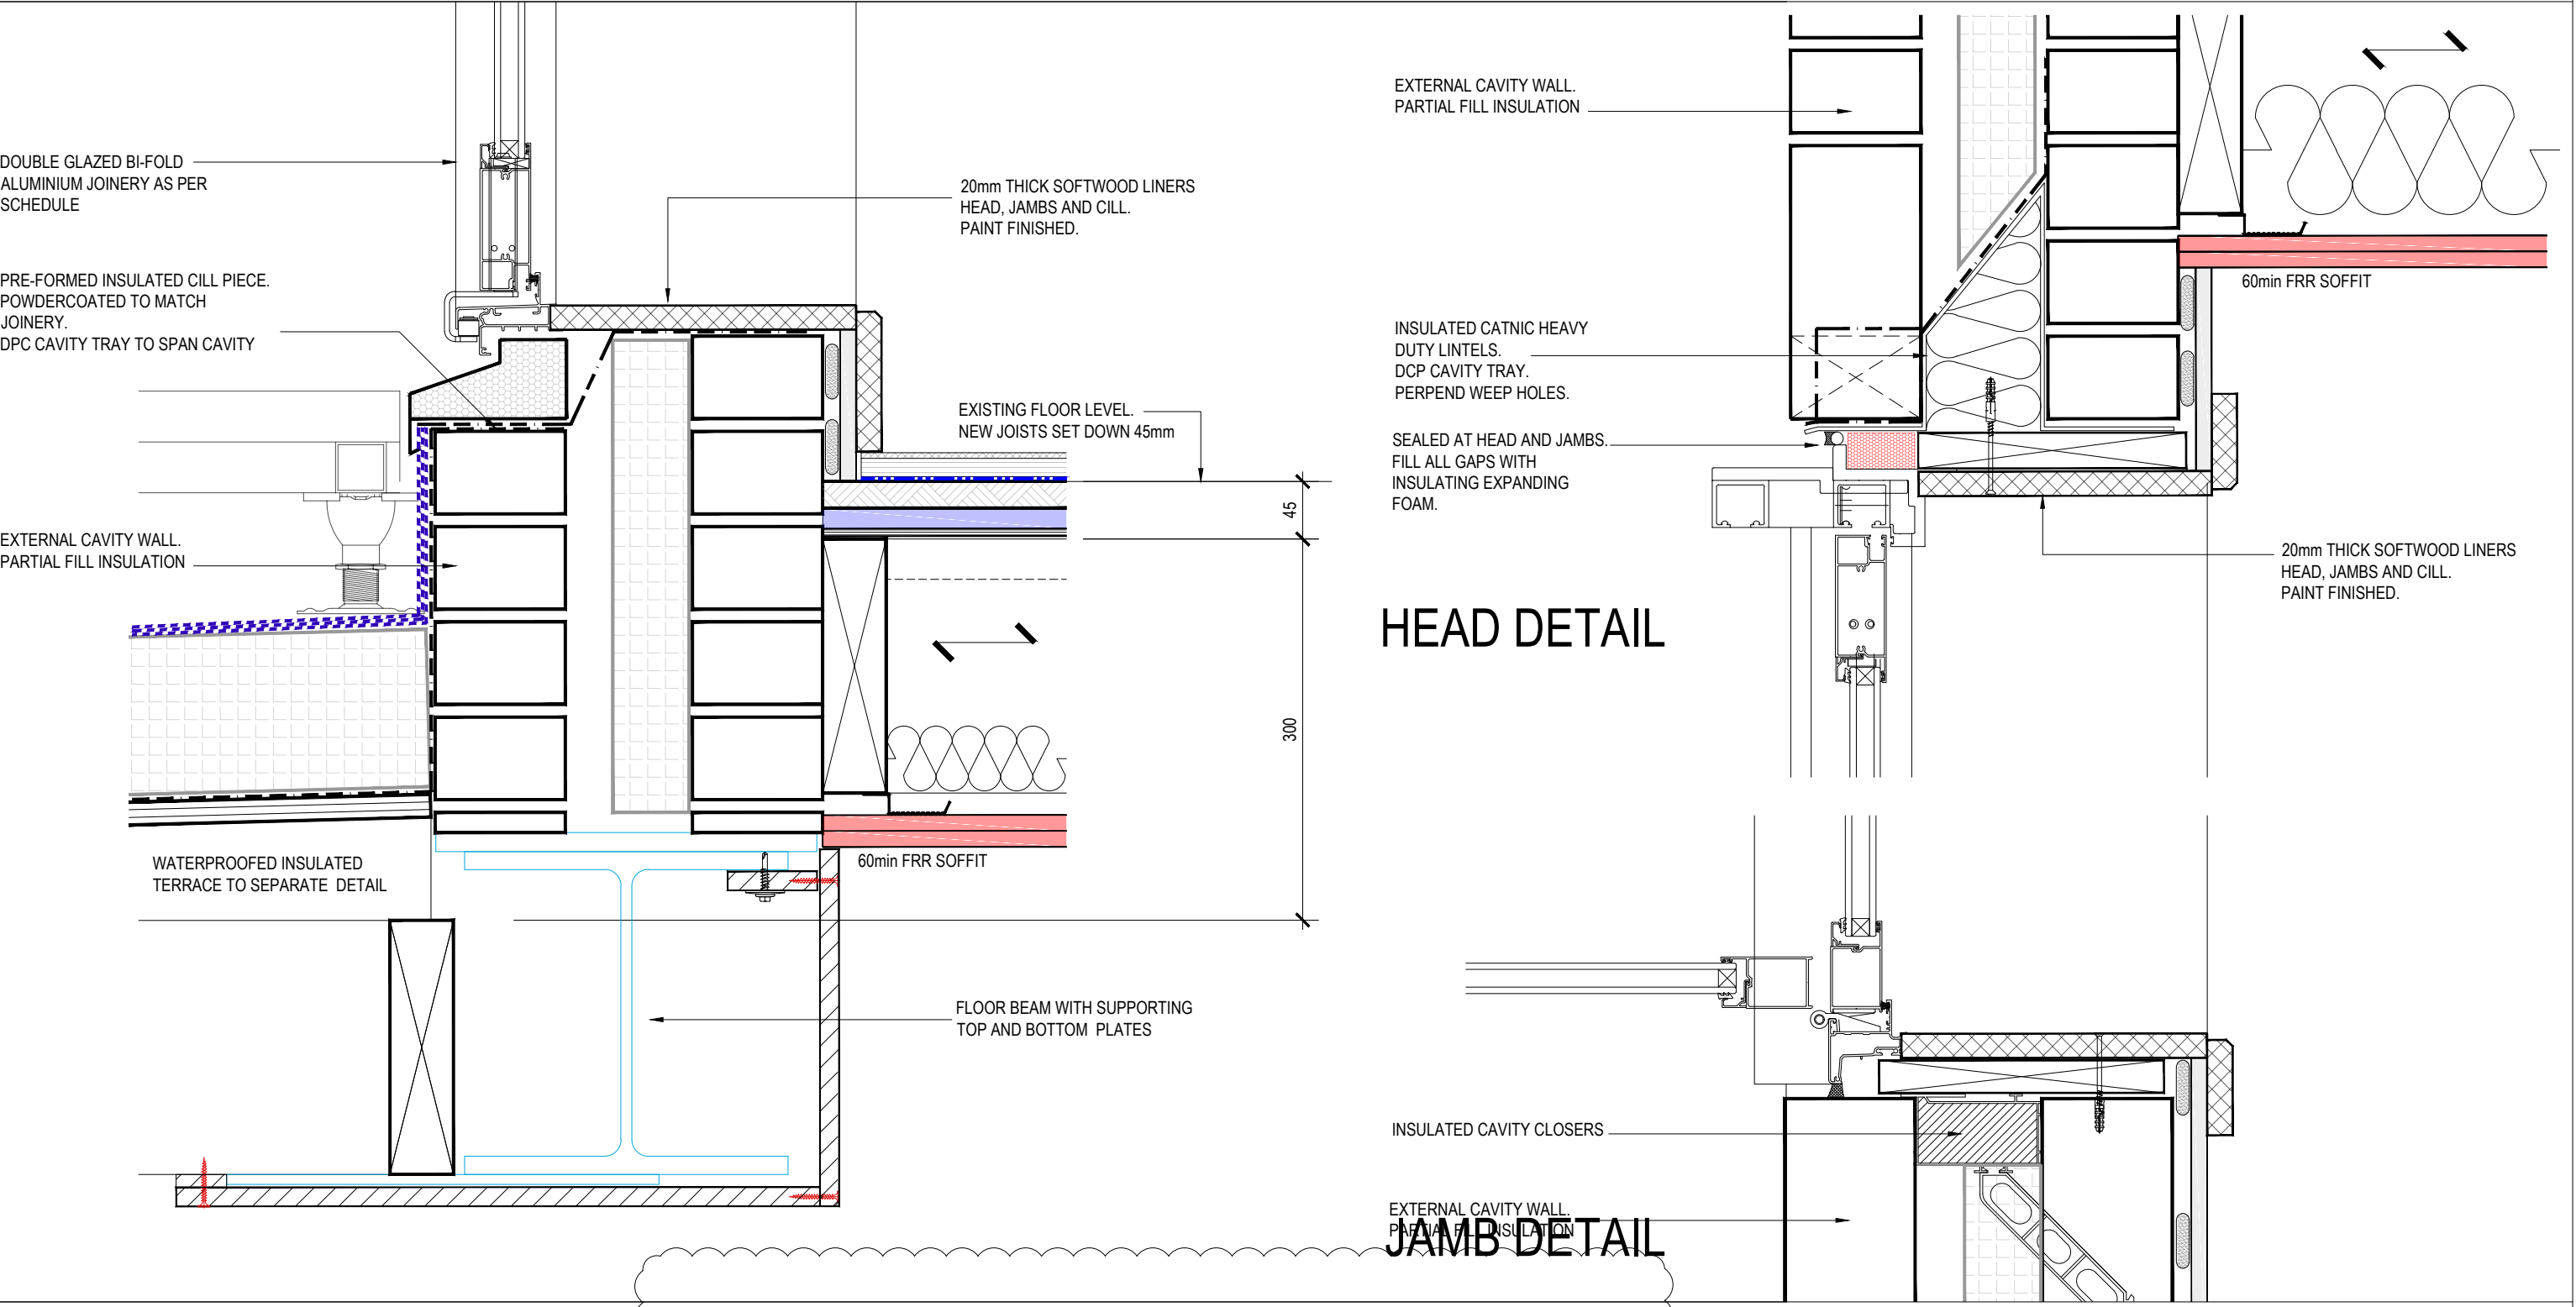 DOUBLE GLAZED BI-FOLD
ALUMINIUM JOINERY AS PER
SCHEDULE
PRE-FORMED INSULATED CILL PIECE.
POWDERCOATED TO MATCH
JOINERY.
DPC CAVITY TRAY TO SPAN CAVITY
EXTERNAL CAVITY WALL.
PARTIAL FILL INSULATION
WATERPROOFED INSULATED
TERRACE TO SEPARATE DETAIL
20mm THICK SOFTWOOD LINERS
HEAD, JAMBS AND CILL.
PAINT FINISHED.
EXISTING FLOOR LEVEL.
NEW JOISTS SET DOWN 45mm
45
300
60min FRR SOFFIT
FLOOR BEAM WITH SUPPORTING
TOP AND BOTTOM PLATES
EXTERNAL CAVITY WALL.
PARTIAL FILL INSULATION
60min FRR SOFFIT
INSULATED CATNIC HEAVY
DUTY LINTELS.
DCP CAVITY TRAY.
PERPEND WEEP HOLES.
SEALED AT HEAD AND JAMBS.
FILL ALL GAPS WITH
INSULATING EXPANDING
FOAM.
20mm THICK SOFTWOOD LINERS
HEAD, JAMBS AND CILL.
PAINT FINISHED.
HEAD DETAIL
INSULATED CAVITY CLOSERS
EXTERNAL CAVITY WALL.
PARTIAL FILL INSULATION
JAMB DETAIL